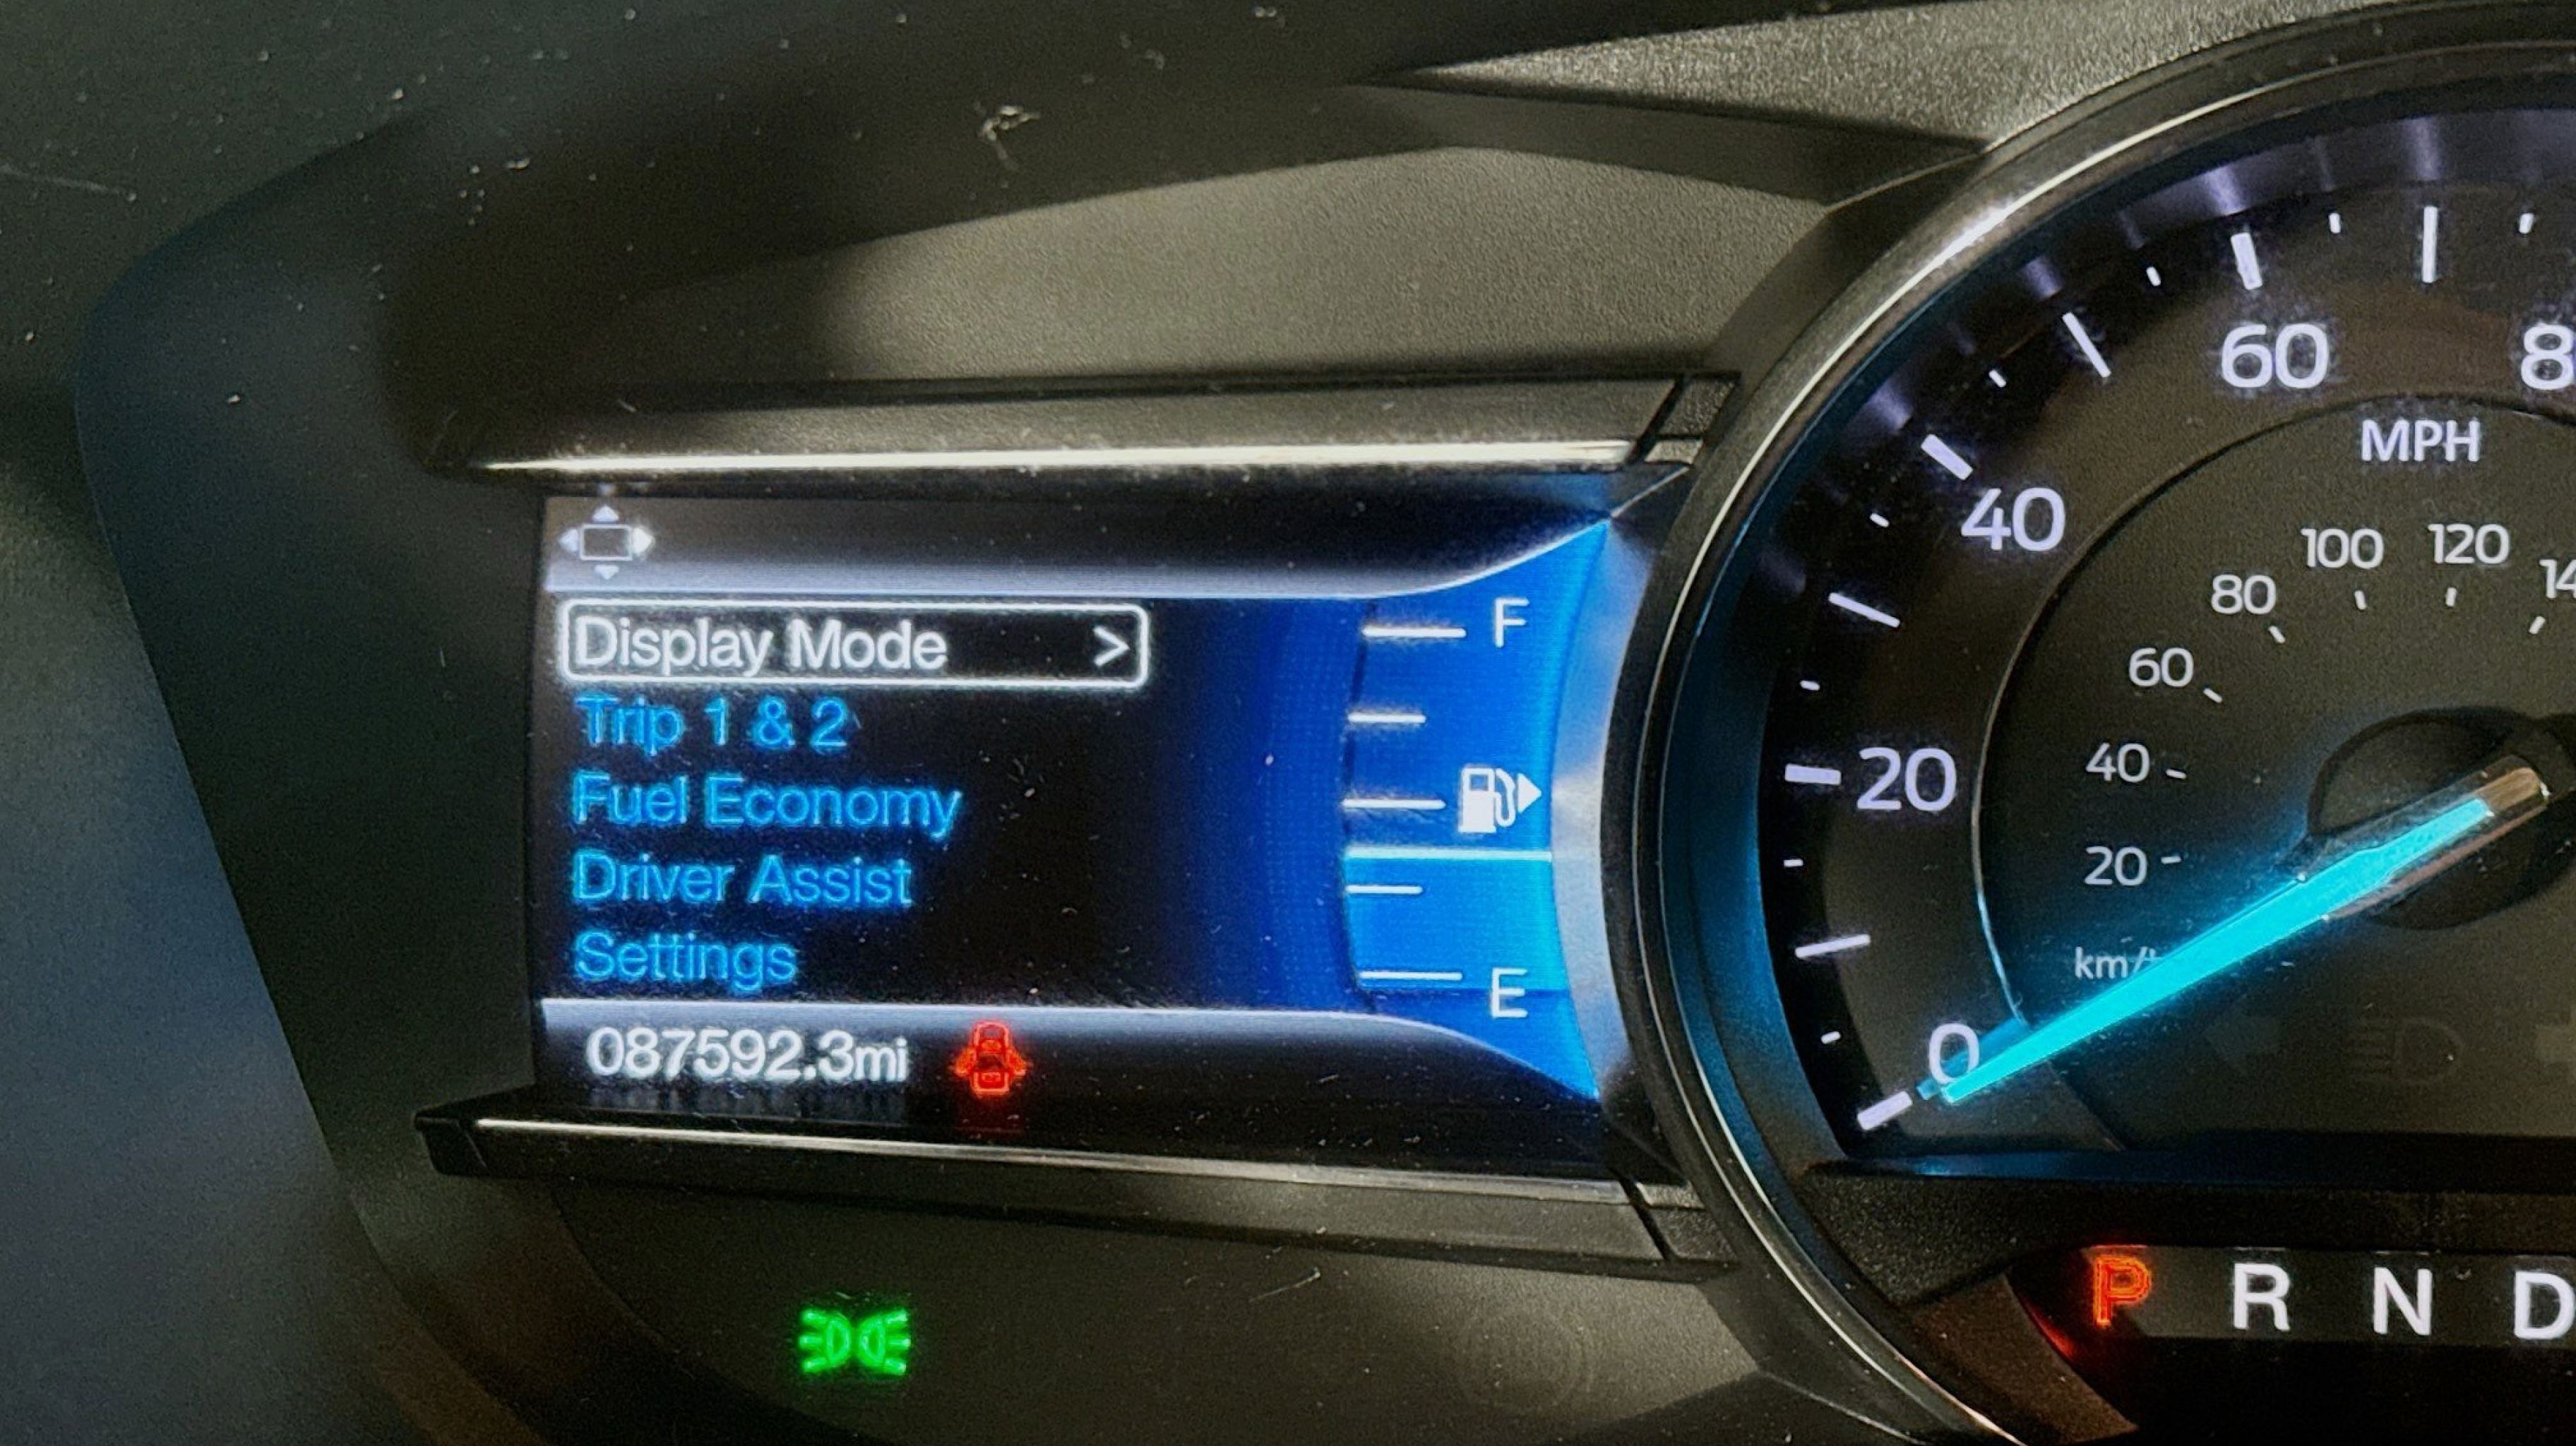 Display Mode >
Trip 1 & 2
Fuel Economy
Driver Assist
Settings
087592.3mi
F
E
0
20
40
60
MPH
km/h
20
40
60
80
100
120
P R N D